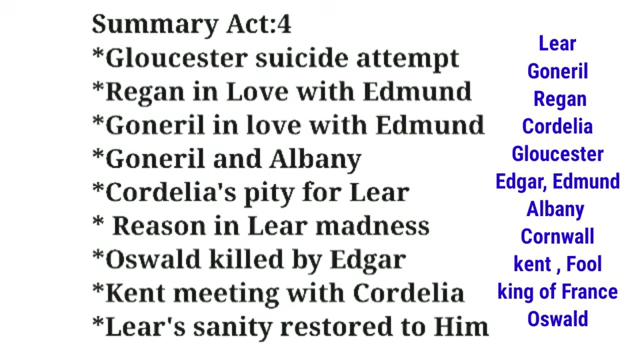 Summary Act:4
*Gloucester suicide attempt
*Regan in Love with Edmund
*Goneril in love with Edmund
*Goneril and Albany
*Cordelia's pity for Lear
* Reason in Lear madness
*Oswald killed by Edgar
*Kent meeting with Cordelia
*Lear's sanity restored to Him
Lear
Goneril
Regan
Cordelia
Gloucester
Edgar, Edmund
Albany
Cornwall
kent , Fool
king of France
Oswald